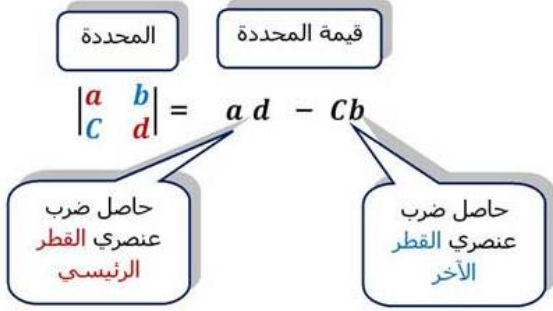 المحددة
قيمة المحددة
|a b| = a d − Cb
|C d|
حاصل ضرب
عنصري القطر
الرئيسي
حاصل ضرب
عنصري القطر
الآخر